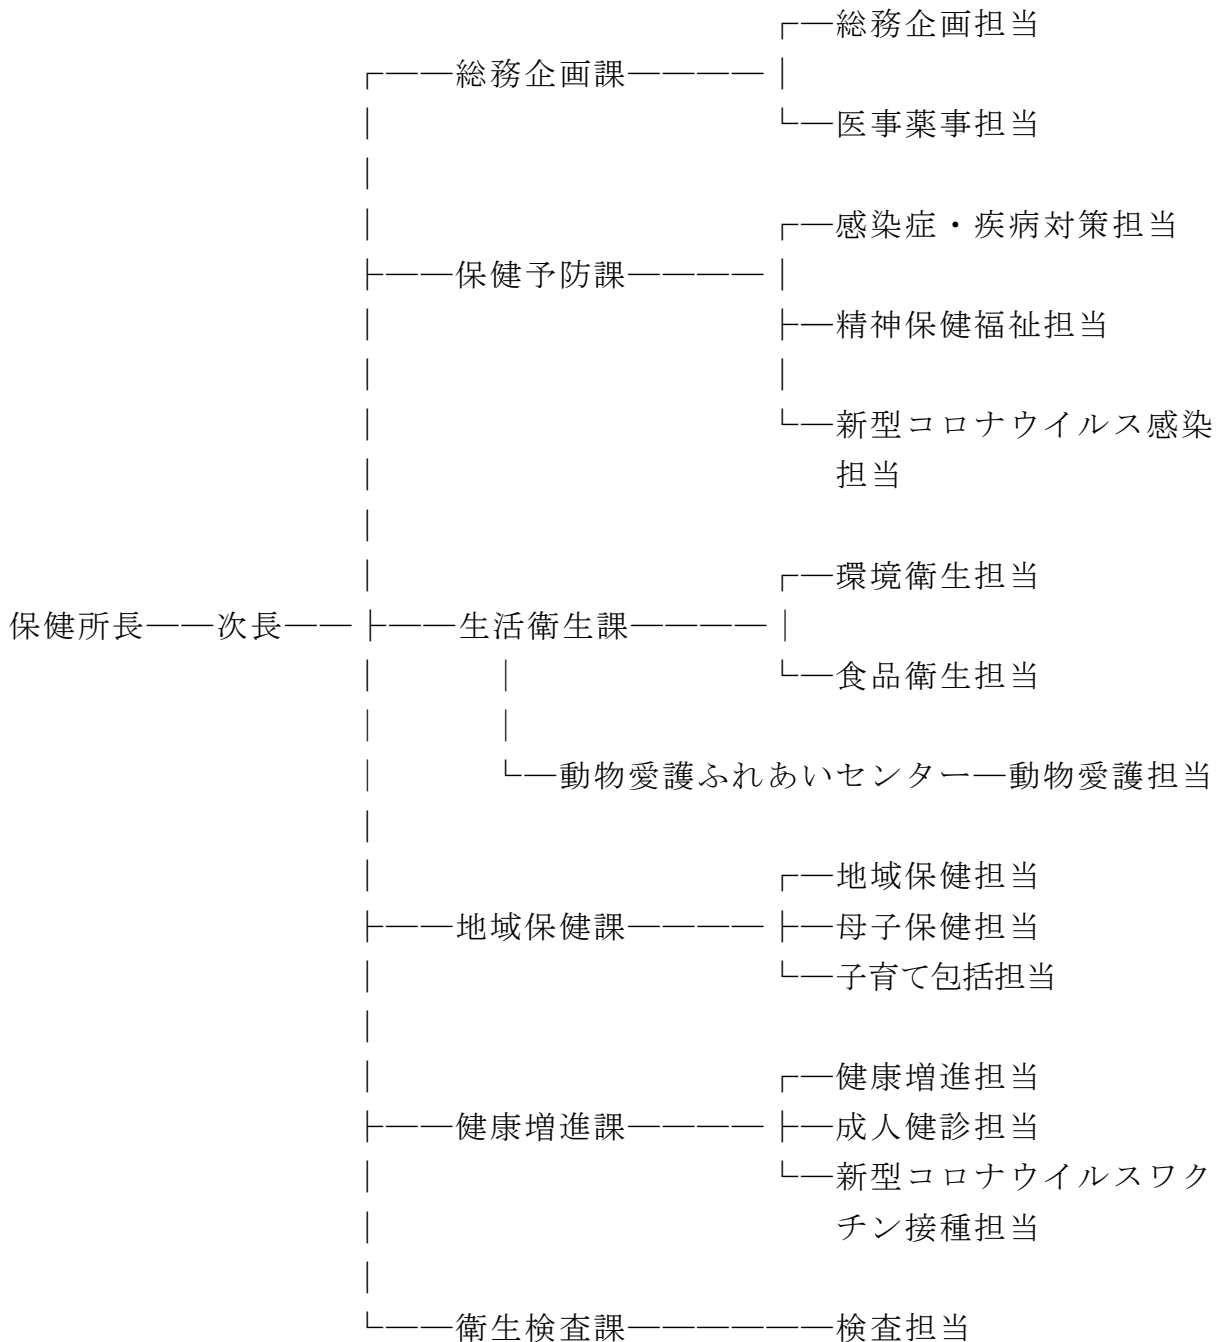 総務企画担当
総務企画課
医事薬事担当
感染症・疾病対策担当
保健予防課
精神保健福祉担当
新型コロナウイルス感染
担当
環境衛生担当
保健所長――次長――├――生活衛生課
食品衛生担当
動物愛護ふれあいセンター―動物愛護担当
地域保健担当
地域保健課――――├―母子保健担当
子育て包括担当
健康増進担当
健康増進課――――├―成人健診担当
新型コロナウイルスワク
チン接種担当
衛生検査課――――――検査担当